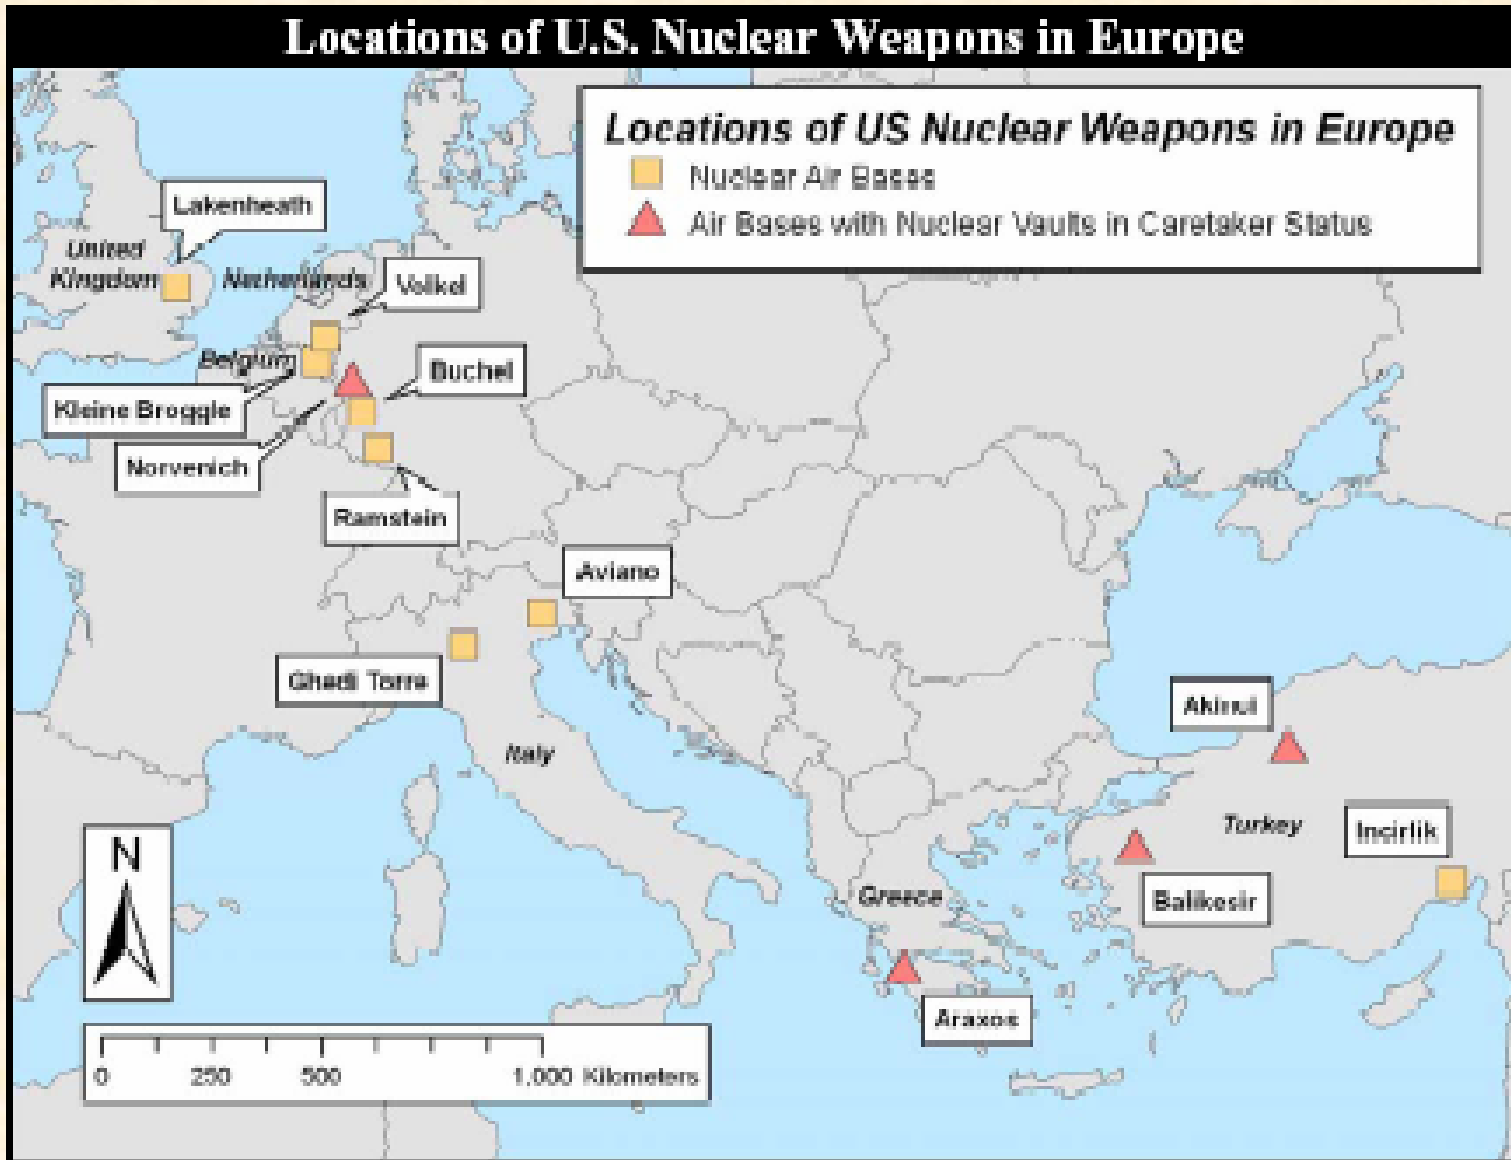 Locations of U.S. Nuclear Weapons in Europe
Locations of US Nuclear Weapons in Europe
Nuclear Air Bases
Air Bases with Nuclear Vaults in Caretaker Status
Lakenheath
United
Kingdom
Netherlands
Volkel
Belgium
Buchel
Kleine Broggle
Norvenich
Ramstein
Aviano
Ghedi Torre
Akinui
Italy
Turkey
Incirlik
N
Greece
Balikesir
Araxos
0 250 500 1.000 Kilometers